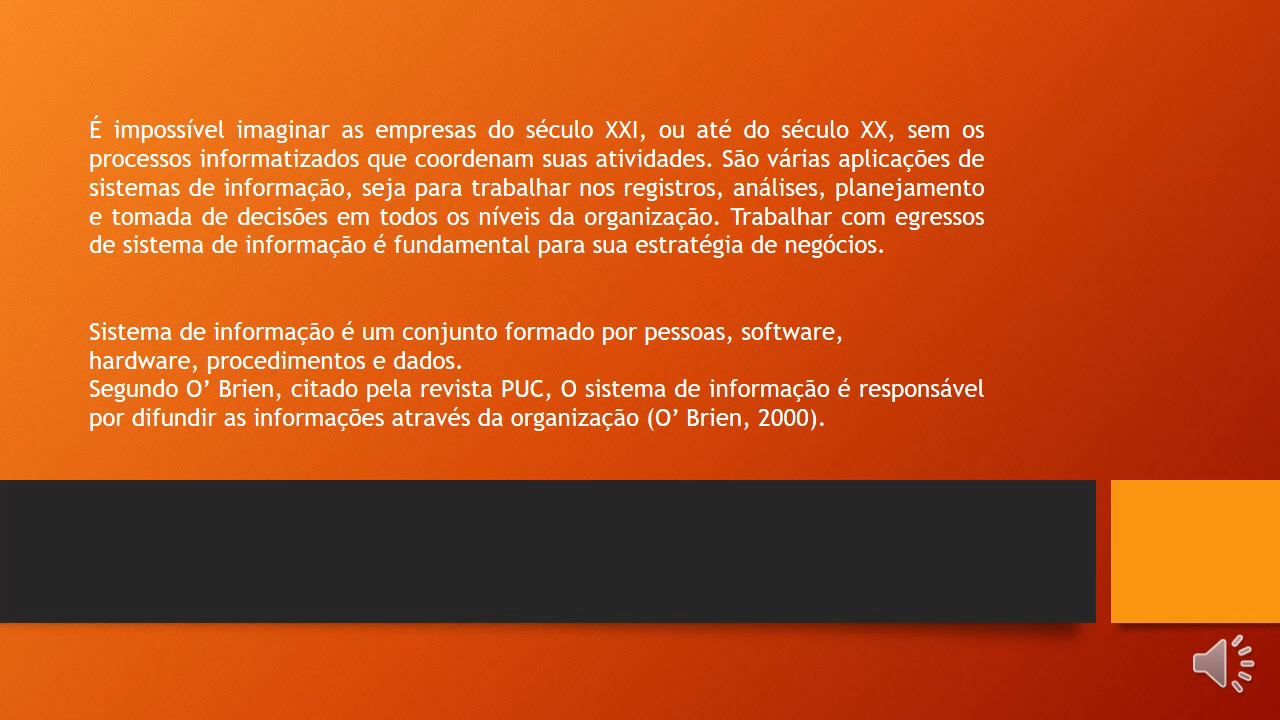 É impossível imaginar as empresas do século XXI, ou até do século XX, sem os
processos informatizados que coordenam suas atividades. São várias aplicações de
sistemas de informação, seja para trabalhar nos registros, análises, planejamento
e tomada de decisões em todos os níveis da organização. Trabalhar com egressos
de sistema de informação é fundamental para sua estratégia de negócios.
Sistema de informação é um conjunto formado por pessoas, software,
hardware, procedimentos e dados.
Segundo O’ Brien, citado pela revista PUC, O sistema de informação é responsável
por difundir as informações através da organização (O’ Brien, 2000).